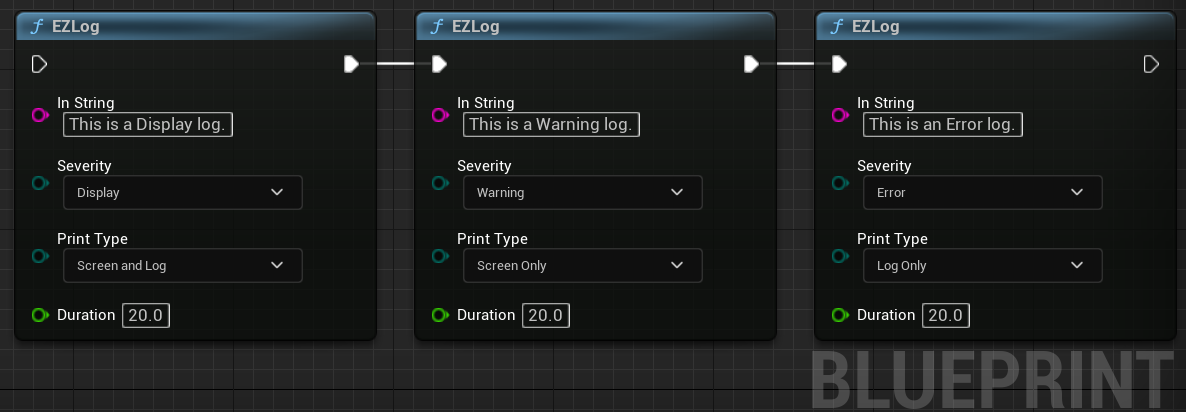 EZLog
In String
This is a Display log.
Severity
Display
Print Type
Screen and Log
Duration 20.0
EZLog
In String
This is a Warning log.
Severity
Warning
Print Type
Screen Only
Duration 20.0
EZLog
In String
This is an Error log.
Severity
Error
Print Type
Log Only
Duration 20.0
BLUEPRINT